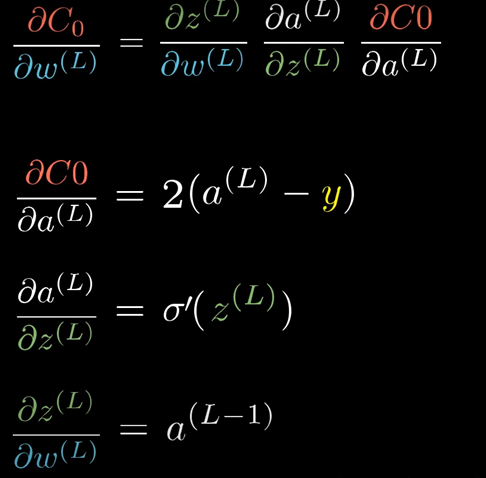 ∂C₀/∂w⁽ᴸ⁾ = ∂z⁽ᴸ⁾/∂w⁽ᴸ⁾ ∂a⁽ᴸ⁾/∂z⁽ᴸ⁾ ∂C0/∂a⁽ᴸ⁾
∂C0/∂a⁽ᴸ⁾ = 2(a⁽ᴸ⁾ − y)
∂a⁽ᴸ⁾/∂z⁽ᴸ⁾ = σ′(z⁽ᴸ⁾)
∂z⁽ᴸ⁾/∂w⁽ᴸ⁾ = a⁽ᴸ⁻¹⁾